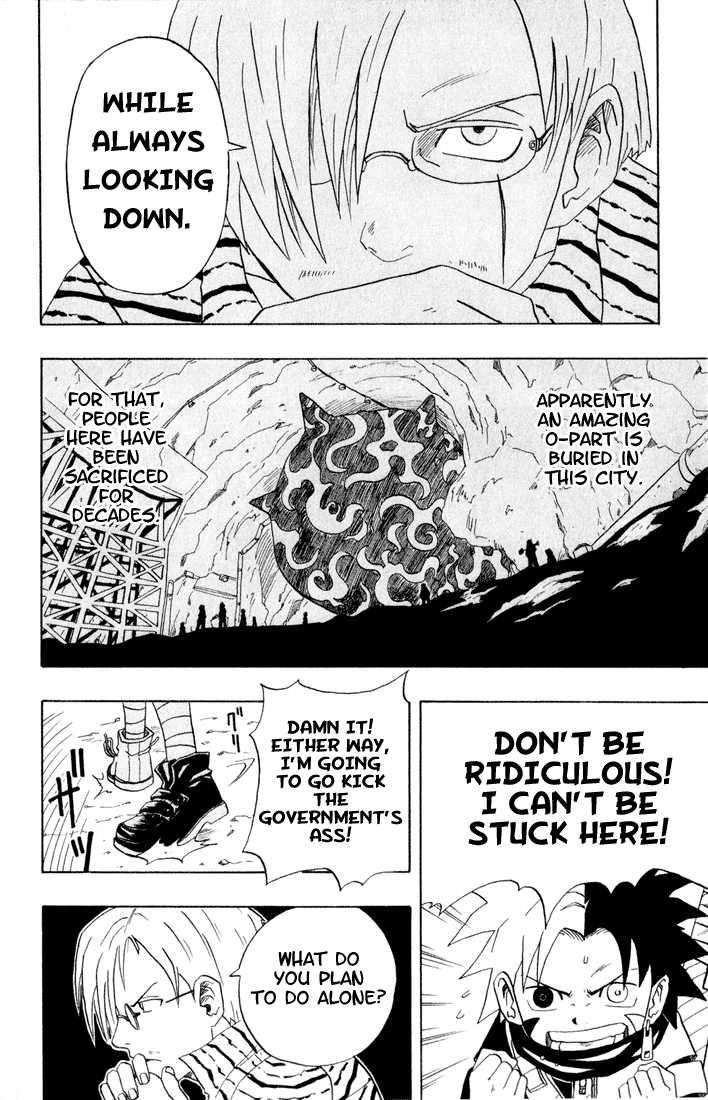 WHILE
ALWAYS
LOOKING
DOWN.
APPARENTLY,
AN AMAZING
O-PART IS
BURIED IN
THIS CITY.
FOR THAT,
PEOPLE
HERE HAVE
BEEN
SACRIFICED
FOR
DECADES.
DON'T BE
RIDICULOUS!
I CAN'T BE
STUCK HERE!
DAMN IT!
EITHER WAY,
I'M GOING
TO GO KICK
THE
GOVERNMENT'S
ASS!
WHAT DO
YOU PLAN
TO DO ALONE?